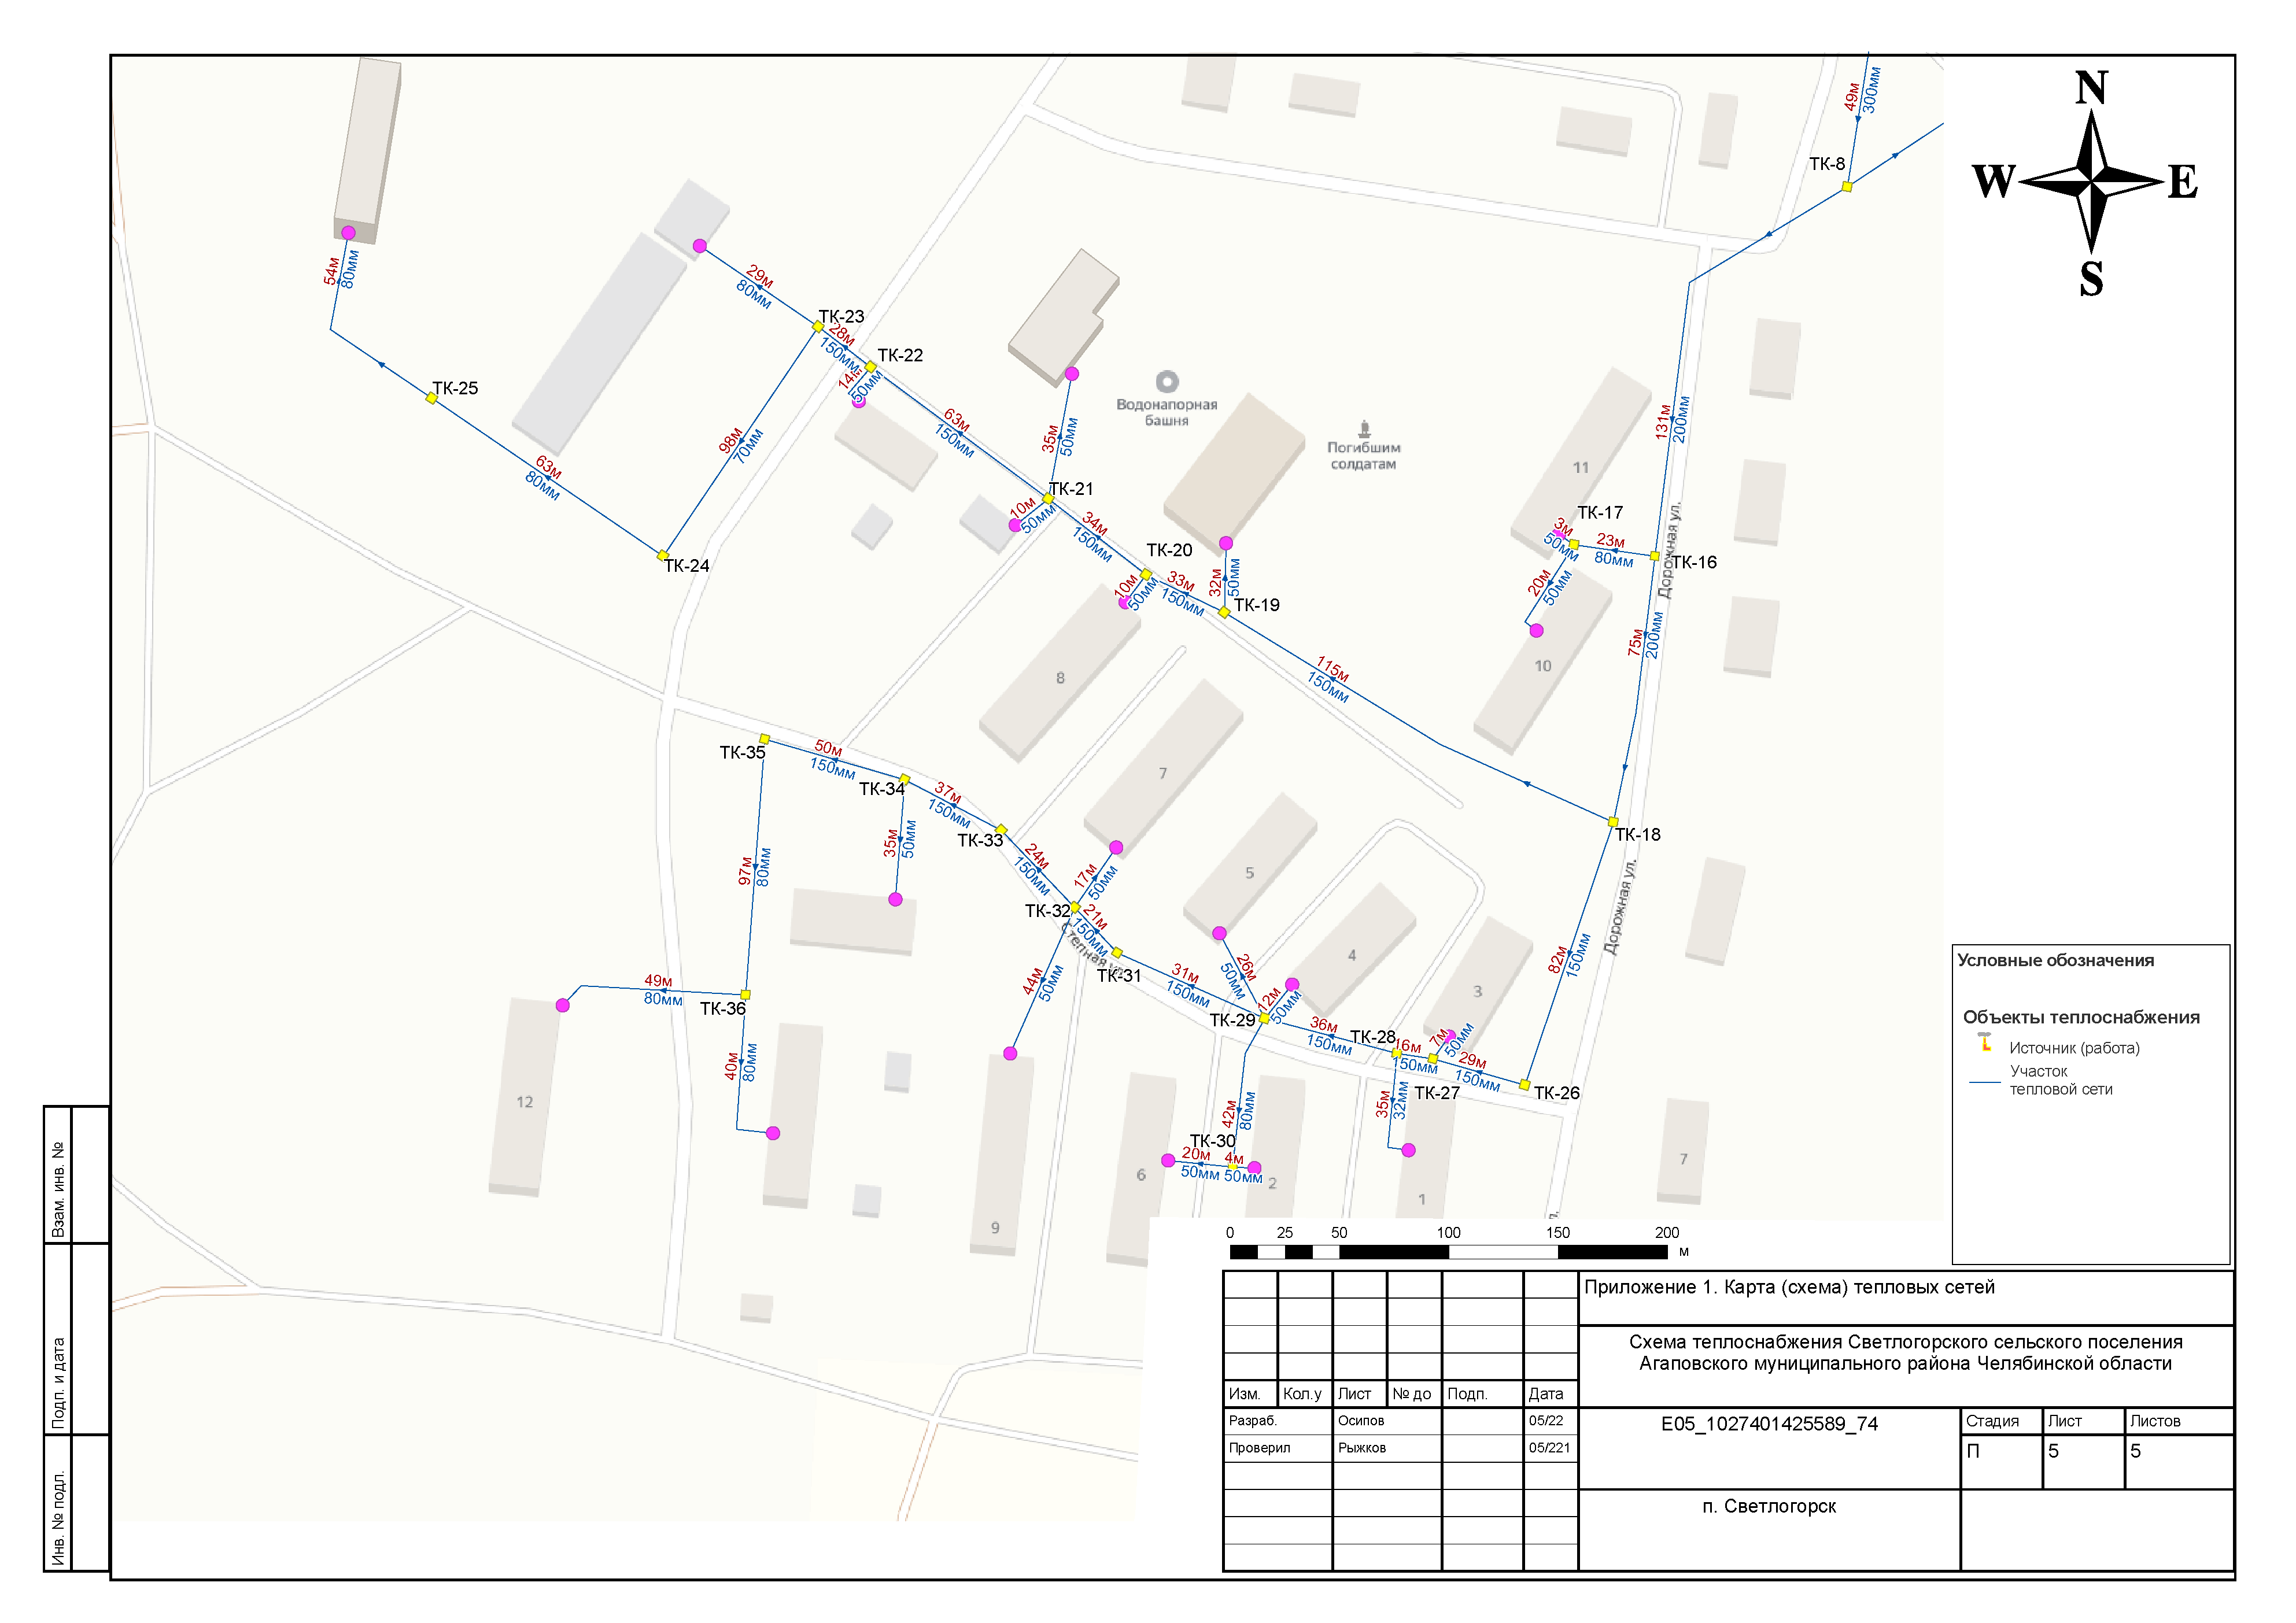 N
W
E
S
49м
300мм
ТК-8
54м
80мм
29м
80мм
ТК-23
28м
150мм
ТК-22
14м
50мм
ТК-25
98м
70мм
63м
150мм
35м
50мм
Водонапорная
башня
Погибшим
солдатам
131м
200мм
11
63м
80мм
ТК-21
10м
50мм
34м
150мм
ТК-17
3м
50мм
23м
80мм
ТК-16
Дорожная ул.
ТК-24
ТК-20
10м
50мм
33м
150мм
32м
50мм
ТК-19
20м
50мм
75м
200мм
8
115м
150мм
10
ТК-35
50м
150мм
ТК-34
37м
150мм
7
ТК-33
ТК-18
35м
50мм
97м
80мм
24м
150мм
17м
50мм
5
ТК-32
21м
150мм
Степная ул.
Дорожная ул.
82м
150мм
4
44м
50мм
ТК-31
31м
150мм
26м
50мм
12м
50мм
3
49м
80мм
ТК-36
ТК-29
36м
150мм
ТК-28
16м
150мм
7м
50мм
29м
150мм
ТК-27
ТК-26
40м
80мм
12
42м
80мм
35м
32мм
ТК-30
20м
50мм
4м
50мм
9
6
2
1
7
Условные обозначения
Объекты теплоснабжения
Источник (работа)
Участок
тепловой сети
0 25 50 100 150 200
м
Приложение 1. Карта (схема) тепловых сетей
Схема теплоснабжения Светлогорского сельского поселения
Агаповского муниципального района Челябинской области
Изм. Кол.у Лист № до Подп. Дата
Разраб. Осипов 05/22
Проверил Рыжков 05/221
Е05_1027401425589_74
Стадия Лист Листов
П 5 5
п. Светлогорск
Взам. инв. №
Подп. и дата
Инв. № подл.